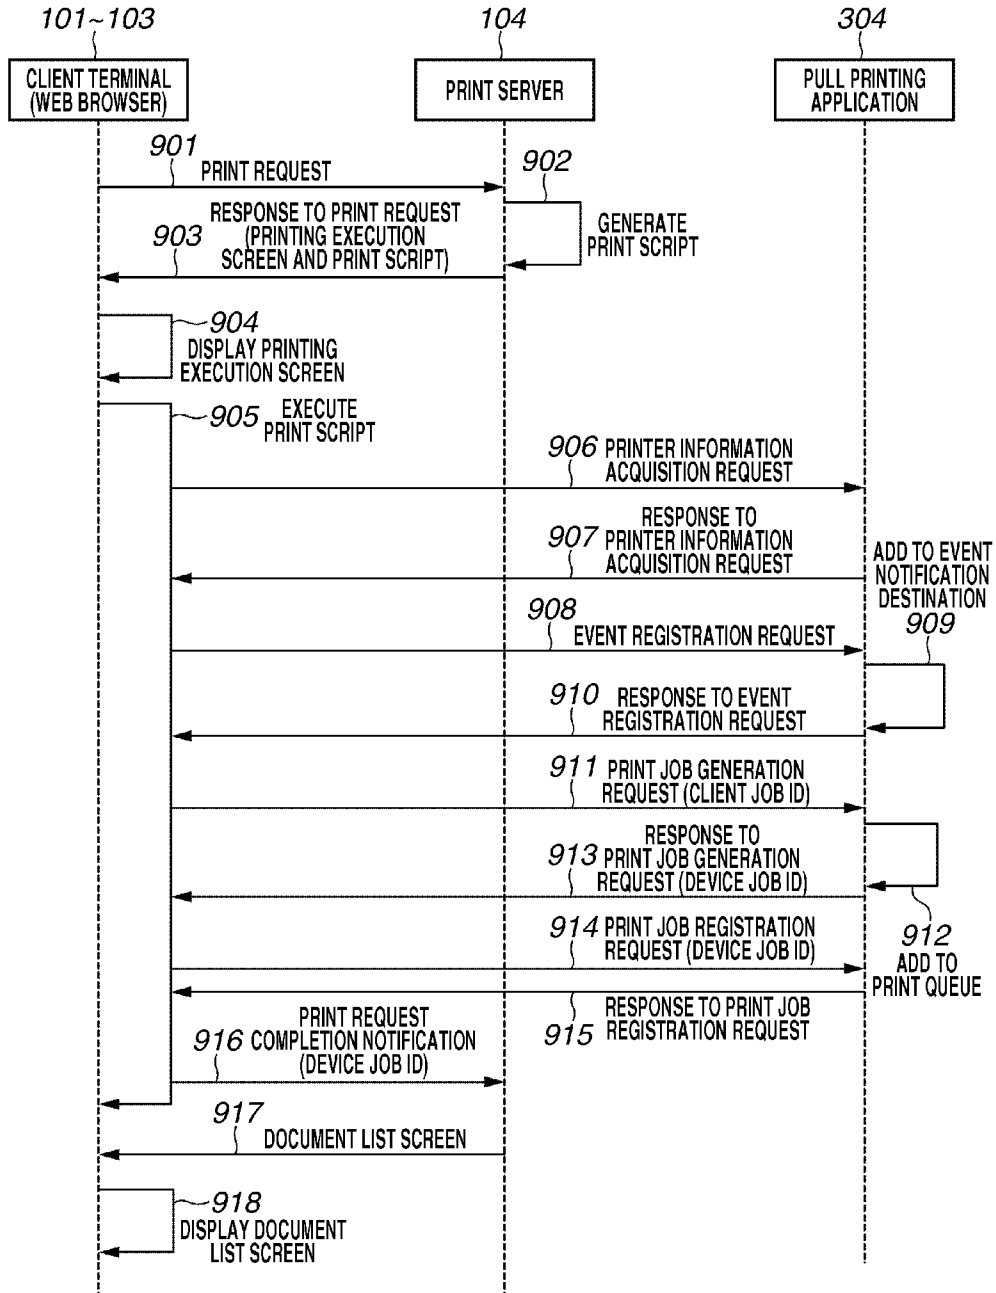 101~103
104
304
CLIENT TERMINAL
(WEB BROWSER)
PRINT SERVER
PULL PRINTING
APPLICATION
901
PRINT REQUEST
902
GENERATE
PRINT SCRIPT
903
RESPONSE TO PRINT REQUEST
(PRINTING EXECUTION
SCREEN AND PRINT SCRIPT)
904
DISPLAY PRINTING
EXECUTION SCREEN
905
EXECUTE
PRINT SCRIPT
906
PRINTER INFORMATION
ACQUISITION REQUEST
907
RESPONSE TO
PRINTER INFORMATION
ACQUISITION REQUEST
ADD TO EVENT
NOTIFICATION
DESTINATION
909
908
EVENT REGISTRATION REQUEST
910
RESPONSE TO EVENT
REGISTRATION REQUEST
911
PRINT JOB GENERATION
REQUEST (CLIENT JOB ID)
913
RESPONSE TO
PRINT JOB GENERATION
REQUEST (DEVICE JOB ID)
912
ADD TO
PRINT QUEUE
914
PRINT JOB REGISTRATION
REQUEST (DEVICE JOB ID)
915
RESPONSE TO PRINT JOB
REGISTRATION REQUEST
916
PRINT REQUEST
COMPLETION NOTIFICATION
(DEVICE JOB ID)
917
DOCUMENT LIST SCREEN
918
DISPLAY DOCUMENT
LIST SCREEN